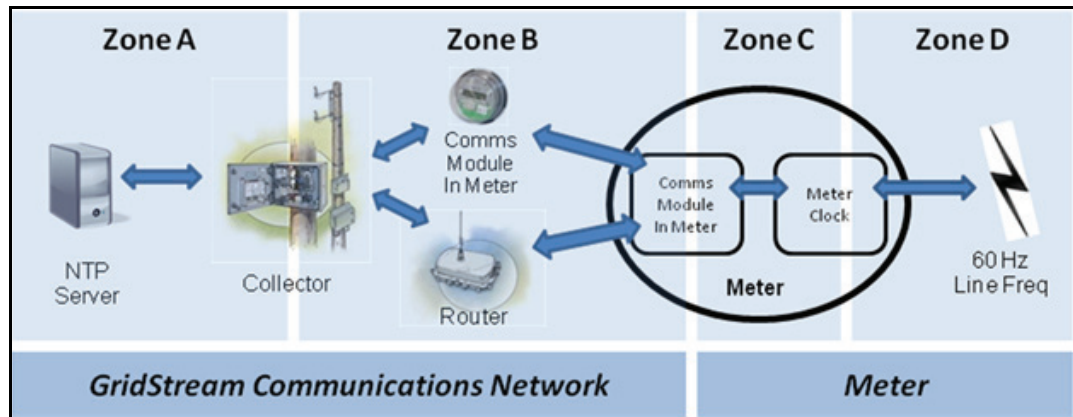 Zone A
Zone B
Zone C
Zone D
NTP
Server
Collector
Comms
Module
In Meter
Router
Comms
Module
In Meter
Meter
Clock
Meter
60 Hz
Line Freq
GridStream Communications Network
Meter